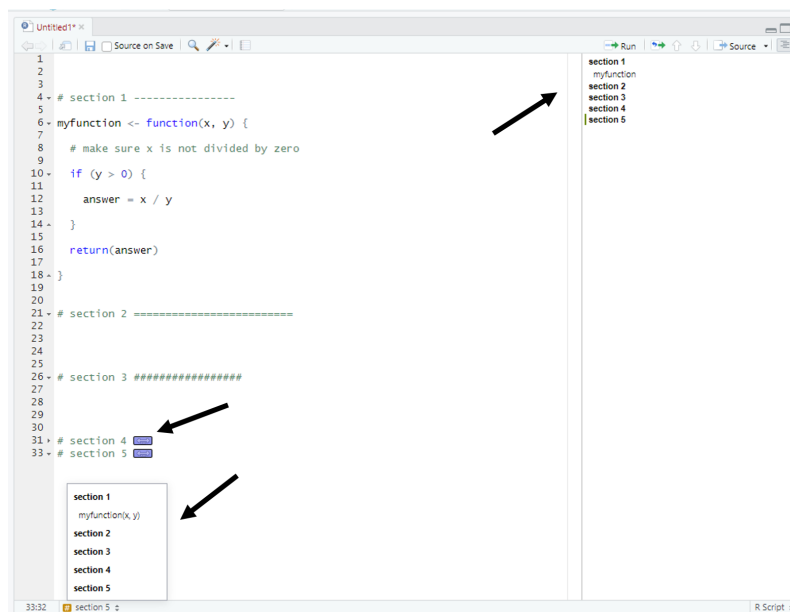 Untitled1* ×
Source on Save
Run
Source
1
2
3
4 # section 1 ----------------
5
6 myfunction <- function(x, y) {
7
8 # make sure x is not divided by zero
9
10 if (y > 0) {
11
12 answer = x / y
13
14 }
15
16 return(answer)
17
18 }
19
20
21 # section 2 =========================
22
23
24
25
26 # section 3 #################
27
28
29
30
31 # section 4
33 # section 5
section 1
myfunction(x, y)
section 2
section 3
section 4
section 5
33:32
# section 5
R Script
section 1
myfunction
section 2
section 3
section 4
section 5